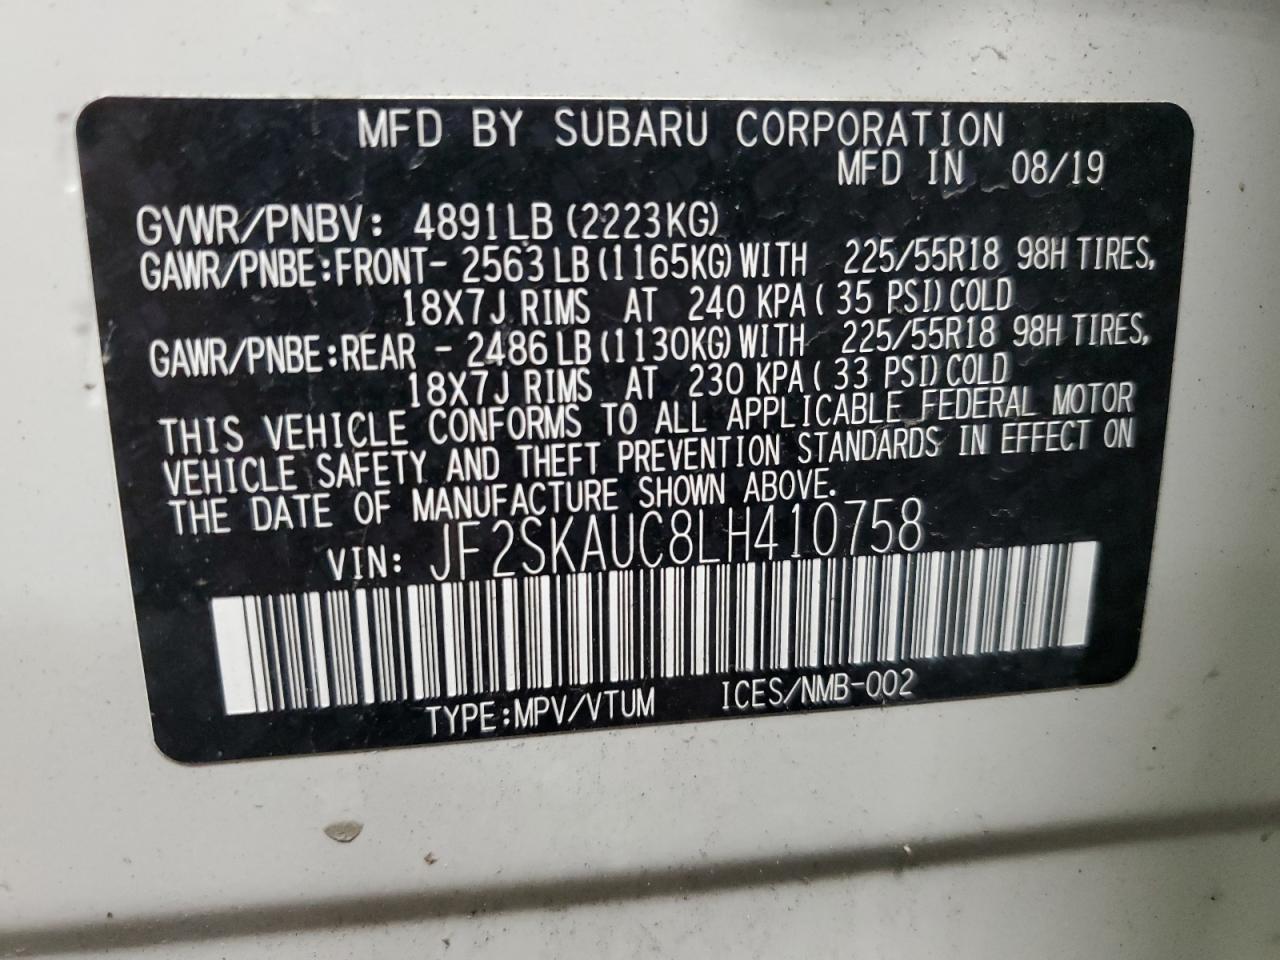 MFD BY SUBARU CORPORATION
MFD IN 08/19
GVWR/PNBV: 4891LB (2223KG)
GAWR/PNBE:FRONT- 2563LB(1165KG)WITH 225/55R18 98H TIRES,
18X7J RIMS AT 240 KPA( 35 PSI)COLD
GAWR/PNBE:REAR - 2486LB(1130KG)WITH 225/55R18 98H TIRES,
18X7J RIMS AT 230 KPA( 33 PSI)COLD
THIS VEHICLE CONFORMS TO ALL APPLICABLE FEDERAL MOTOR
VEHICLE SAFETY AND THEFT PREVENTION STANDARDS IN EFFECT ON
THE DATE OF MANUFACTURE SHOWN ABOVE.
VIN: JF2SKAUC8LH410758
TYPE:MPV/VTUM ICES/NMB-002